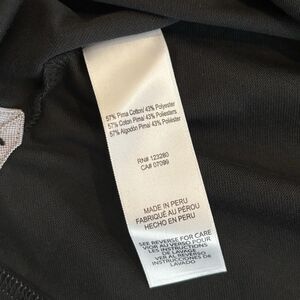 57% Pima Cotton/ 43% Polyester
57% Coton Pima/ 43% Polyesters
57% Algodón Pima/ 43% Poliéster
RN# 123280
CA# 07099
MADE IN PERU
FABRIQUÉ AU PÉROU
HECHO EN PERÚ
SEE REVERSE FOR CARE
VOIR AU VERSO POUR
LES INSTRUCTIONS
DE LAVAGE
VER AL REVERSO
INSTRUCCIONES DE
LAVADO